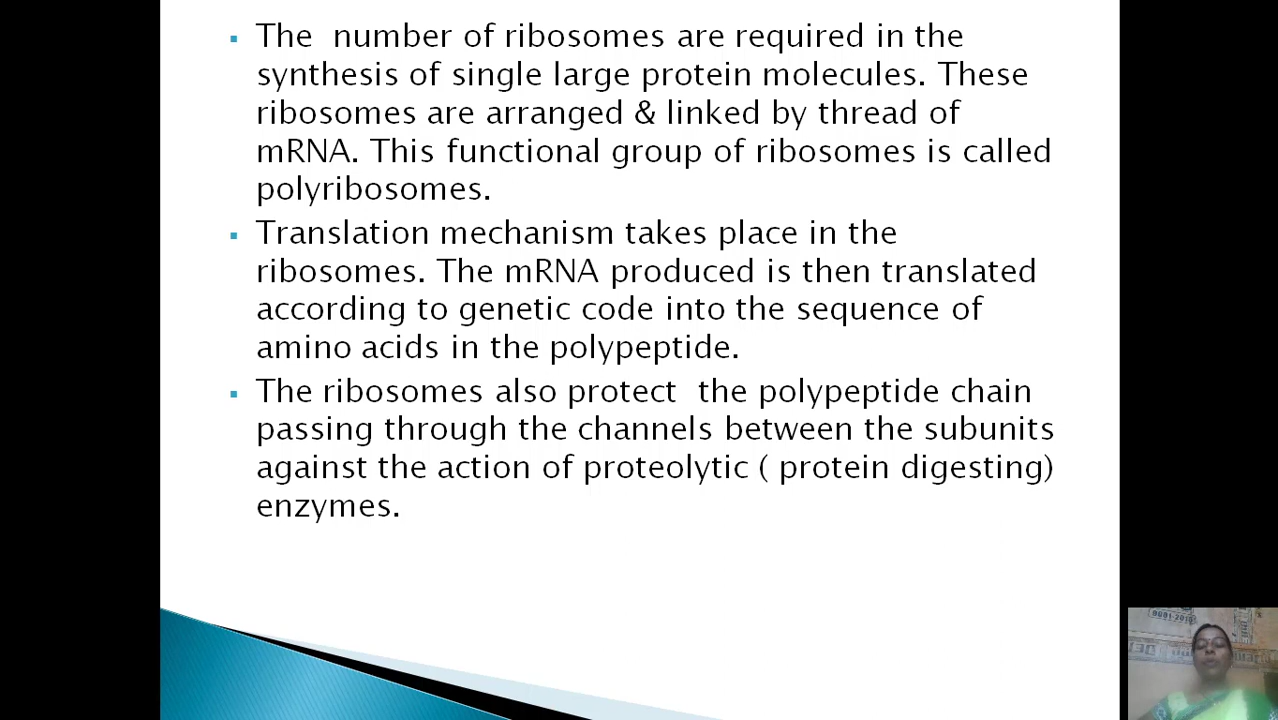 The number of ribosomes are required in the
synthesis of single large protein molecules. These
ribosomes are arranged & linked by thread of
mRNA. This functional group of ribosomes is called
polyribosomes.
Translation mechanism takes place in the
ribosomes. The mRNA produced is then translated
according to genetic code into the sequence of
amino acids in the polypeptide.
The ribosomes also protect the polypeptide chain
passing through the channels between the subunits
against the action of proteolytic ( protein digesting)
enzymes.